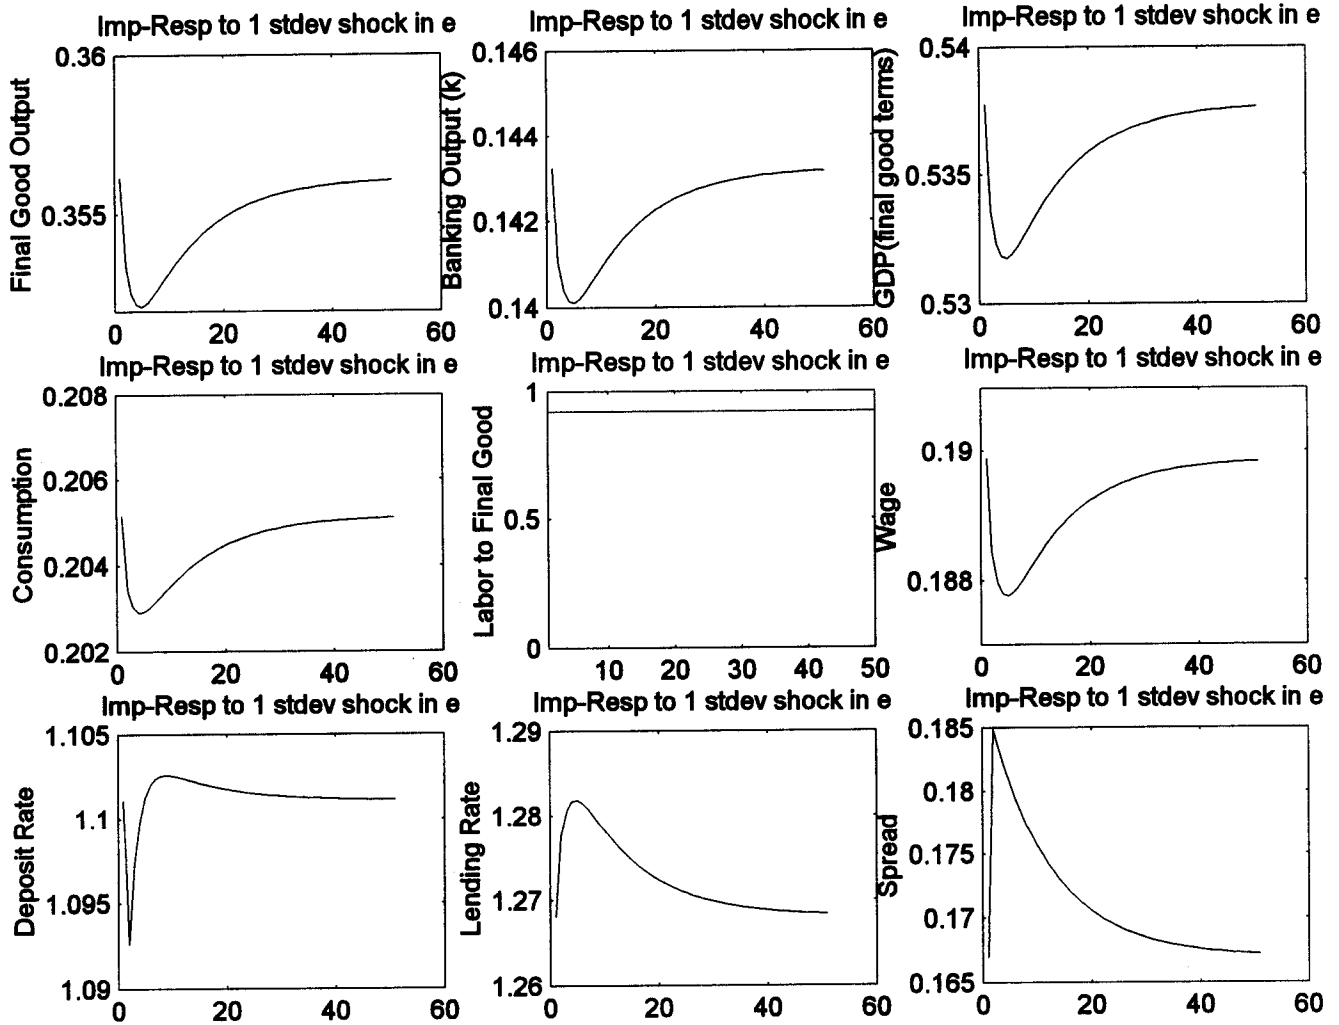 Imp-Resp to 1 stdev shock in e
Final Good Output
0.36
0.355
0 20 40 60
Imp-Resp to 1 stdev shock in e
Banking Output (k)
0.146
0.144
0.142
0.14
0 20 40 60
Imp-Resp to 1 stdev shock in e
GDP(final good terms)
0.54
0.535
0.53
0 20 40 60
Imp-Resp to 1 stdev shock in e
Consumption
0.208
0.206
0.204
0.202
0 20 40 60
Imp-Resp to 1 stdev shock in e
Labor to Final Good
1
0.5
0
10 20 30 40 50
Imp-Resp to 1 stdev shock in e
Wage
0.19
0.188
0 20 40 60
Imp-Resp to 1 stdev shock in e
Deposit Rate
1.105
1.1
1.095
1.09
0 20 40 60
Imp-Resp to 1 stdev shock in e
Lending Rate
1.29
1.28
1.27
1.26
0 20 40 60
Imp-Resp to 1 stdev shock in e
Spread
0.185
0.18
0.175
0.17
0.165
0 20 40 60